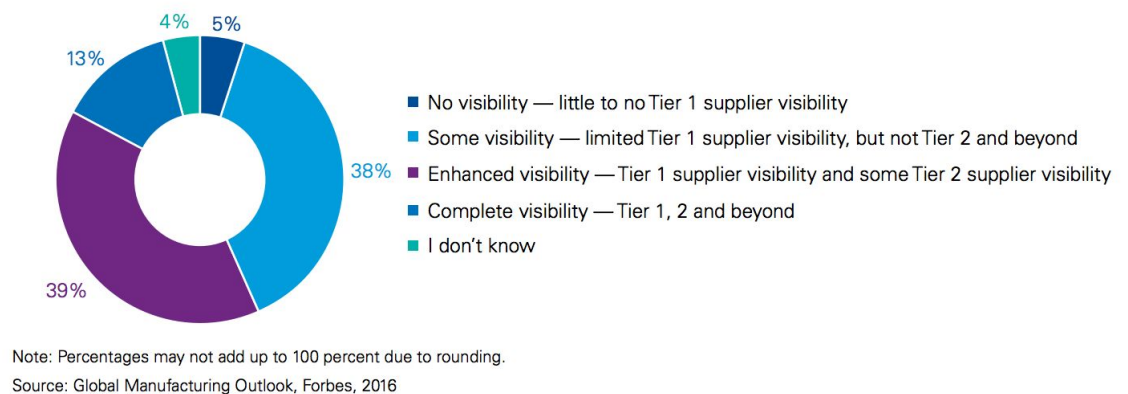 4%
5%
13%
38%
39%
No visibility — little to no Tier 1 supplier visibility
Some visibility — limited Tier 1 supplier visibility, but not Tier 2 and beyond
Enhanced visibility — Tier 1 supplier visibility and some Tier 2 supplier visibility
Complete visibility — Tier 1, 2 and beyond
I don't know
Note: Percentages may not add up to 100 percent due to rounding.
Source: Global Manufacturing Outlook, Forbes, 2016